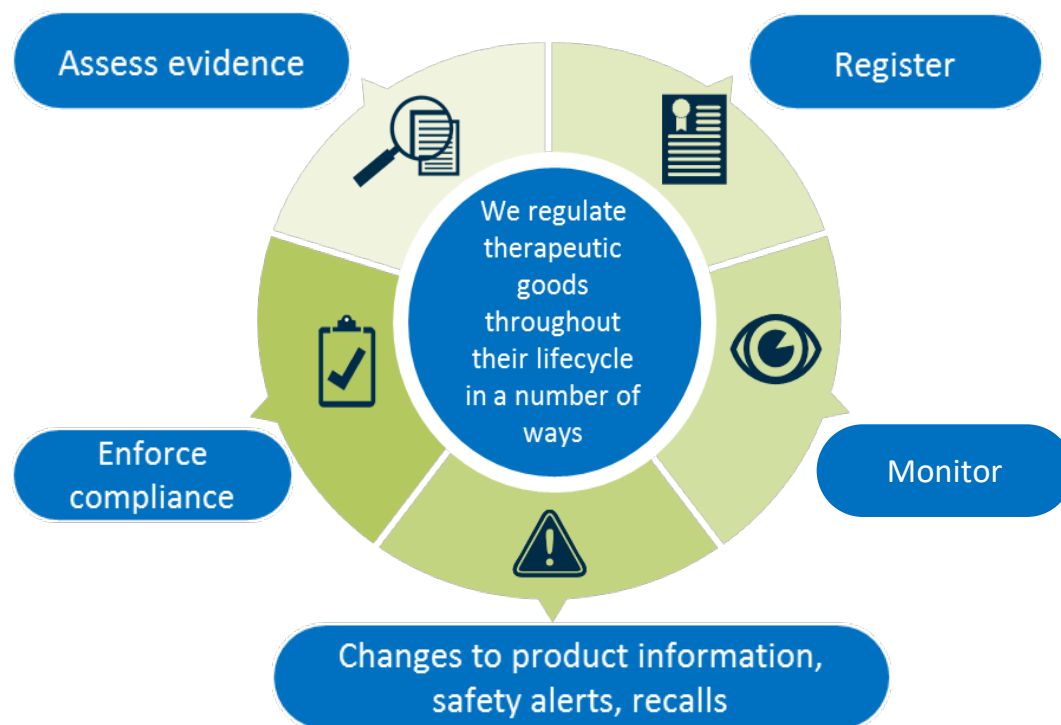 Assess evidence
Register
We regulate
therapeutic
goods
throughout
their lifecycle
in a number of
ways
Enforce
compliance
Monitor
Changes to product information,
safety alerts, recalls